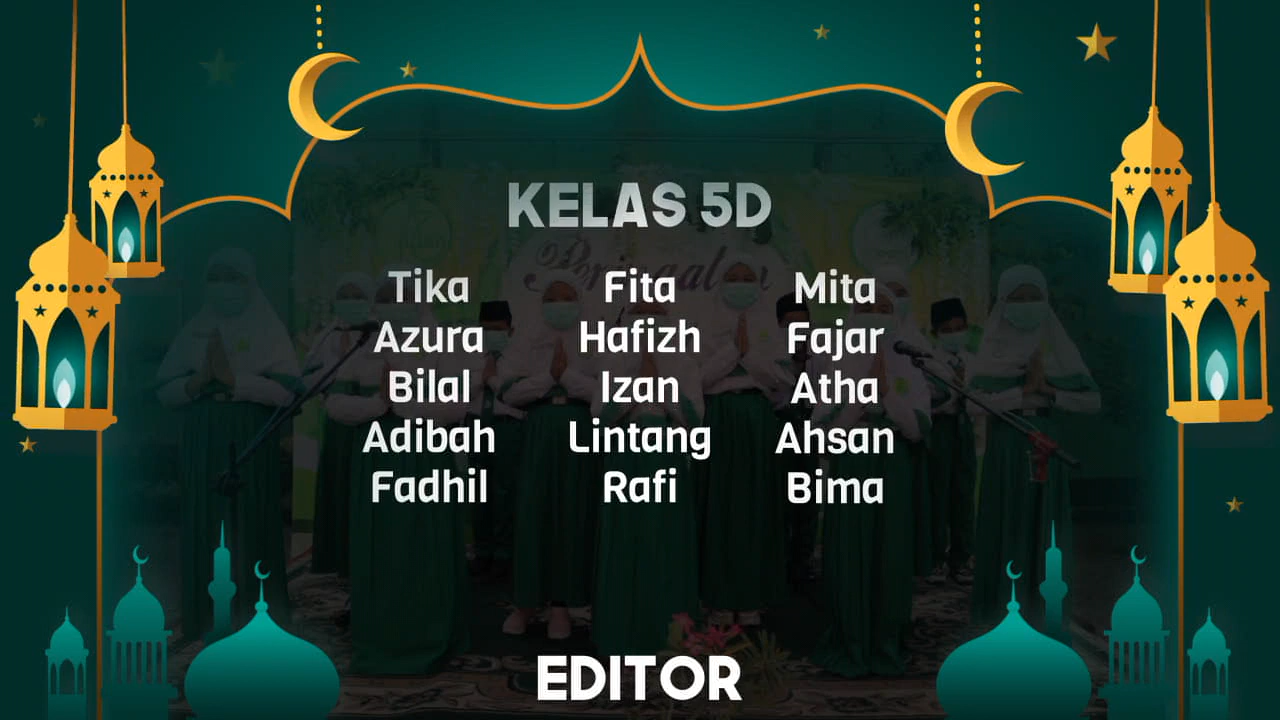 KELAS 5D
Tika Fita Mita
Azura Hafizh Fajar
Bilal Izan Atha
Adibah Lintang Ahsan
Fadhil Rafi Bima
EDITOR